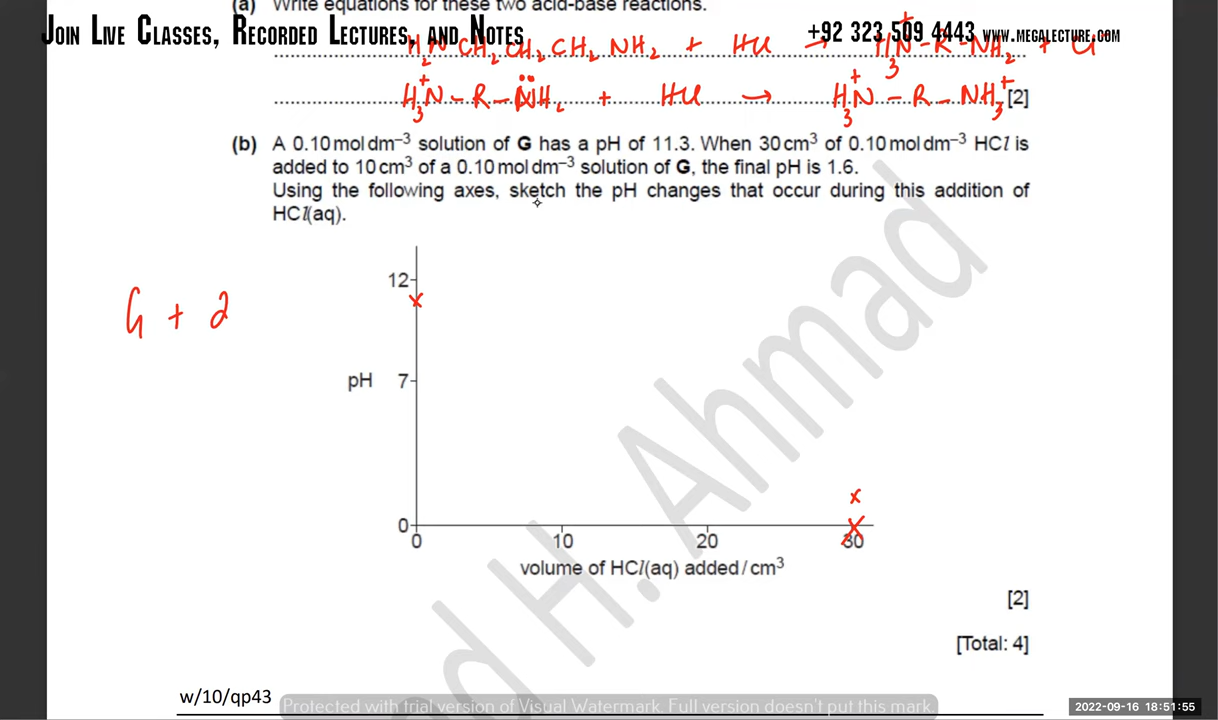 (a) Write equations for these two acid-base reactions.
JOIN LIVE CLASSES, RECORDED LECTURES, AND NOTES
+92 323 509 4443 www.megalecture.com
H₂N CH₂ CH₂ CH₂ NH₂ + HCl → H₃N⁺ – R – NH₂ + Cl⁻
H₃N⁺ – R – N̈H₂ + HCl → H₃N⁺ – R – NH₃⁺ [2]
(b) A 0.10 mol dm⁻³ solution of G has a pH of 11.3. When 30 cm³ of 0.10 mol dm⁻³ HCl is
added to 10 cm³ of a 0.10 mol dm⁻³ solution of G, the final pH is 1.6.
Using the following axes, sketch the pH changes that occur during this addition of
HCl(aq).
12
G + 2
pH 7
0
0 10 20 30
volume of HCl(aq) added / cm³
[2]
[Total: 4]
w/10/qp43
Protected with trial version of Visual Watermark. Full version doesn't put this mark.
2022-09-16 18:51:55